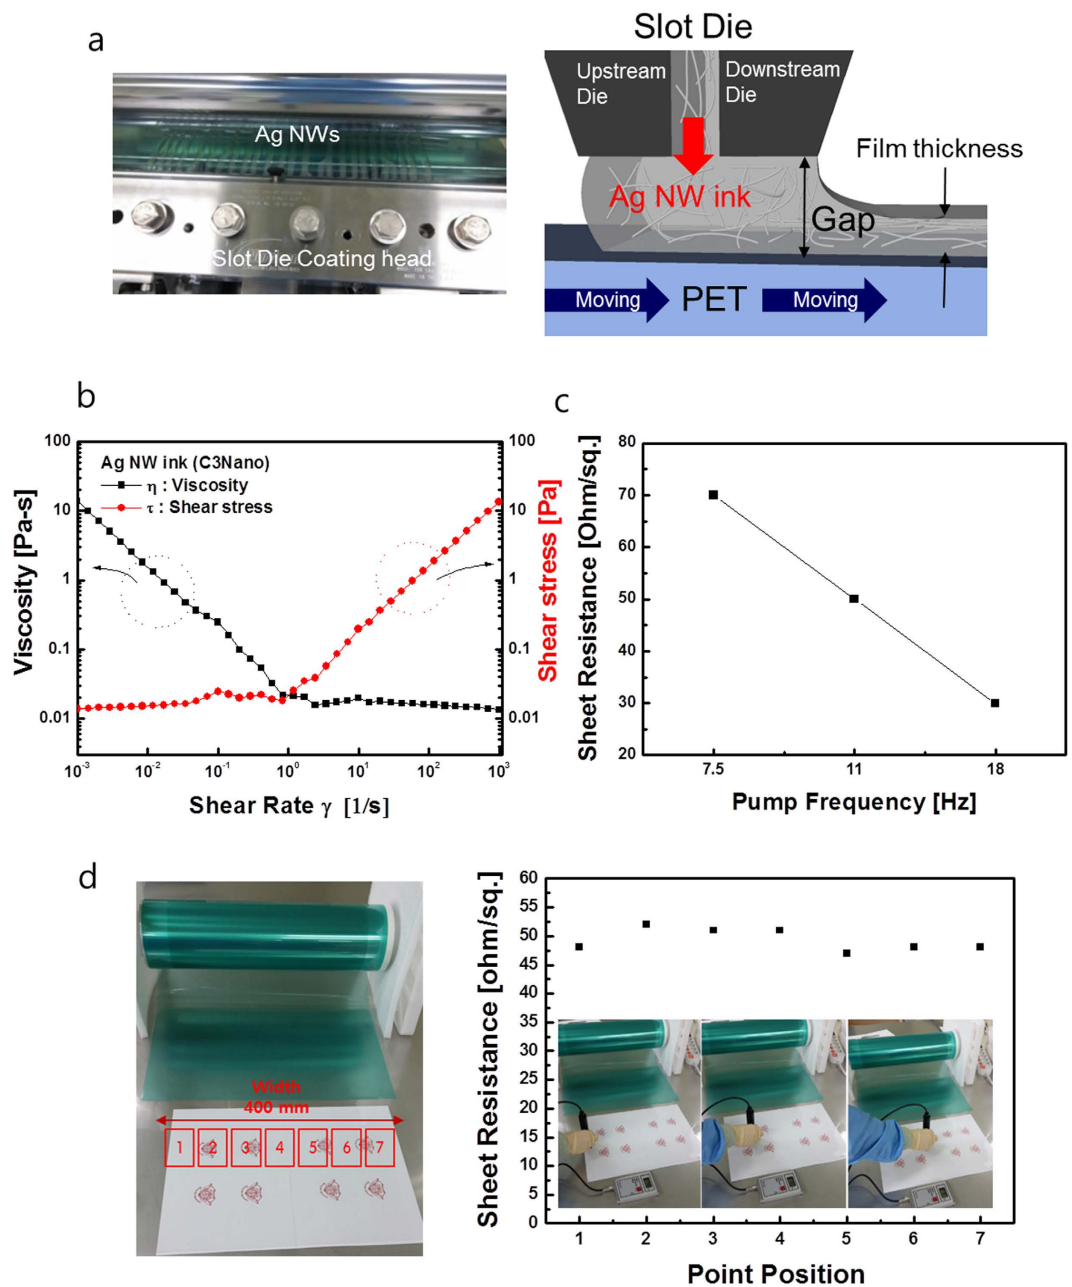 a
Ag NWs
Slot Die Coating head
Slot Die
Upstream
Die
Downstream
Die
Film thickness
Ag NW ink
Gap
Moving
PET
Moving
b
Viscosity [Pa-s]
100
10
1
0.1
0.01
Ag NW ink (C3Nano)
η : Viscosity
τ : Shear stress
100
10
1
0.1
0.01
Shear stress [Pa]
10⁻³ 10⁻² 10⁻¹ 10⁰ 10¹ 10² 10³
Shear Rate γ [1/s]
c
Sheet Resistance [Ohm/sq.]
80
70
60
50
40
30
20
7.5 11 18
Pump Frequency [Hz]
d
Width
400 mm
1 2 3 4 5 6 7
Sheet Resistance [ohm/sq.]
60
55
50
45
40
35
30
25
20
15
10
5
0
1 2 3 4 5 6 7
Point Position